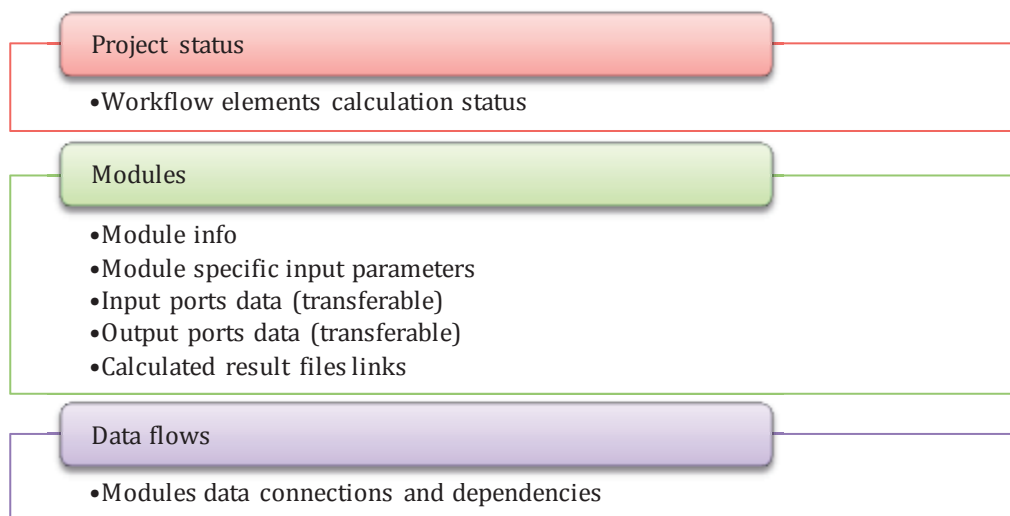 Project status
•Workflow elements calculation status
Modules
•Module info
•Module specific input parameters
•Input ports data (transferable)
•Output ports data (transferable)
•Calculated result files links
Data flows
•Modules data connections and dependencies